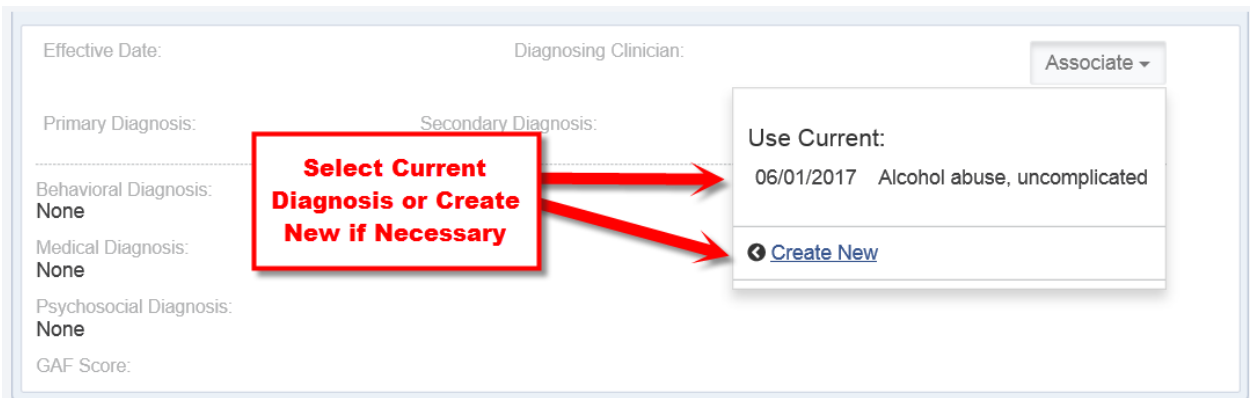 Effective Date:
Diagnosing Clinician:
Associate
Primary Diagnosis:
Secondary Diagnosis:
Use Current:
06/01/2017 Alcohol abuse, uncomplicated
Create New
Select Current
Diagnosis or Create
New if Necessary
Behavioral Diagnosis:
None
Medical Diagnosis:
None
Psychosocial Diagnosis:
None
GAF Score: